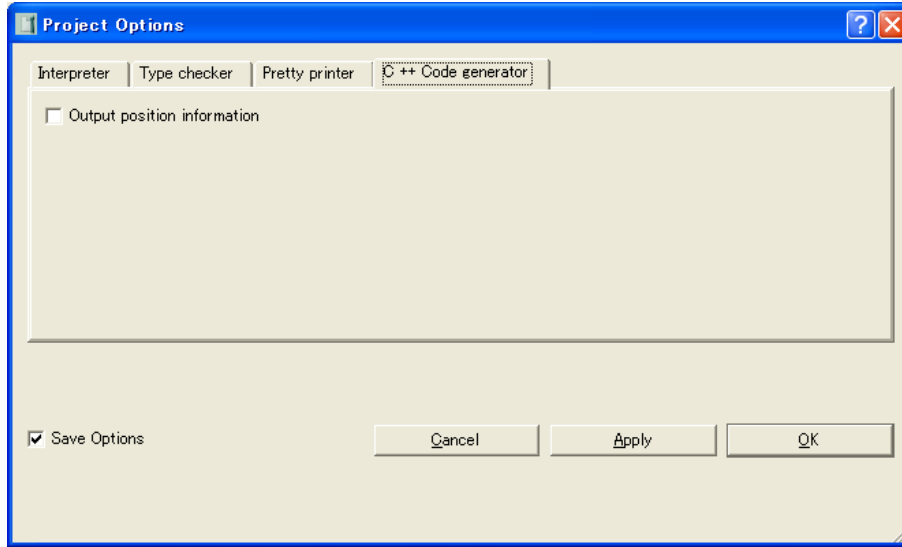 Project Options
Interpreter Type checker Pretty printer C ++ Code generator
Output position information
Save Options Cancel Apply OK